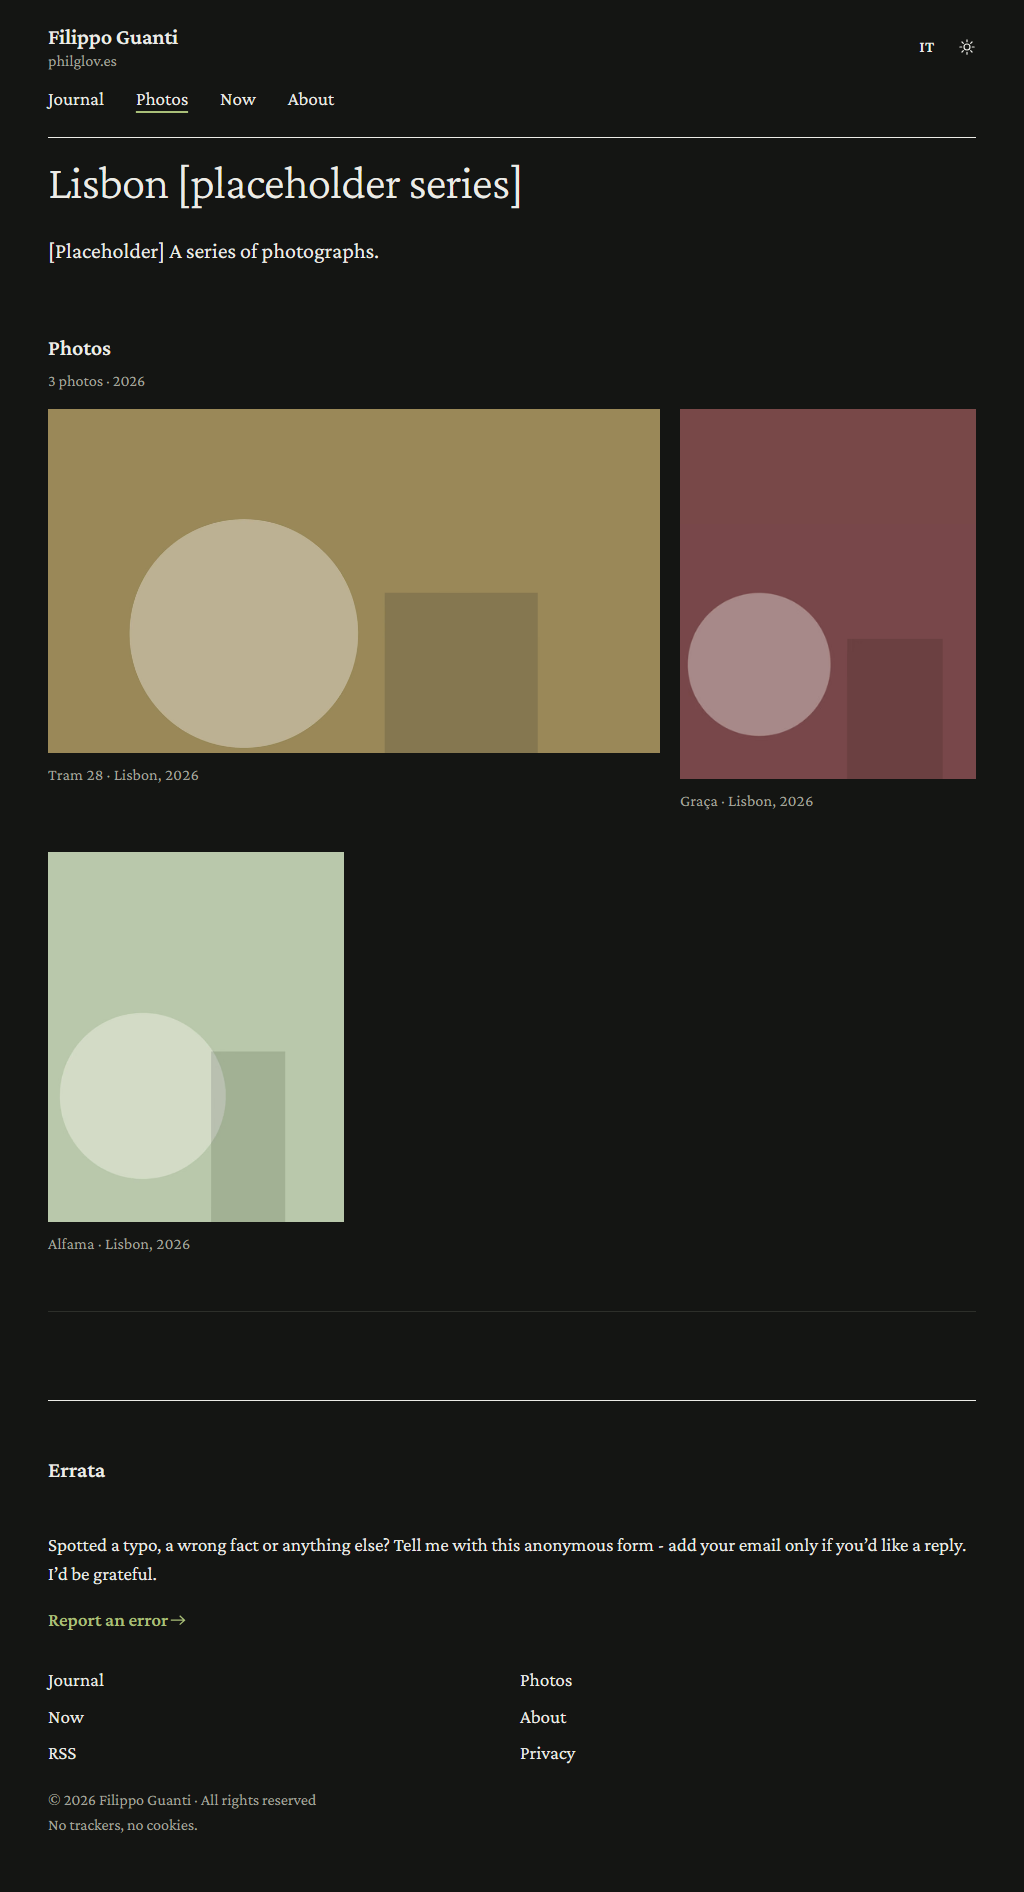 Filippo Guanti
philglov.es
IT
Journal Photos Now About
Lisbon [placeholder series]
[Placeholder] A series of photographs.
Photos
3 photos · 2026
Tram 28 · Lisbon, 2026
Graça · Lisbon, 2026
Alfama · Lisbon, 2026
Errata
Spotted a typo, a wrong fact or anything else? Tell me with this anonymous form - add your email only if you’d like a reply.
I’d be grateful.
Report an error→
Journal Photos
Now About
RSS Privacy
© 2026 Filippo Guanti · All rights reserved
No trackers, no cookies.